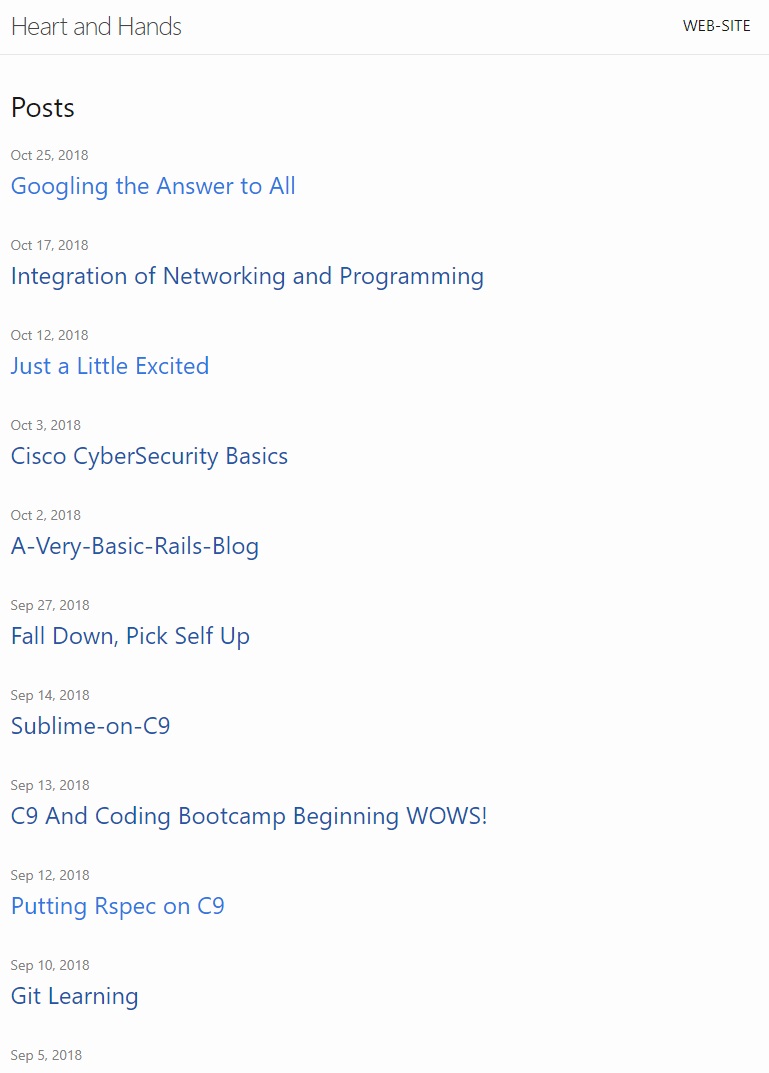 Heart and Hands
WEB-SITE
Posts
Oct 25, 2018
Googling the Answer to All
Oct 17, 2018
Integration of Networking and Programming
Oct 12, 2018
Just a Little Excited
Oct 3, 2018
Cisco CyberSecurity Basics
Oct 2, 2018
A-Very-Basic-Rails-Blog
Sep 27, 2018
Fall Down, Pick Self Up
Sep 14, 2018
Sublime-on-C9
Sep 13, 2018
C9 And Coding Bootcamp Beginning WOWS!
Sep 12, 2018
Putting Rspec on C9
Sep 10, 2018
Git Learning
Sep 5, 2018